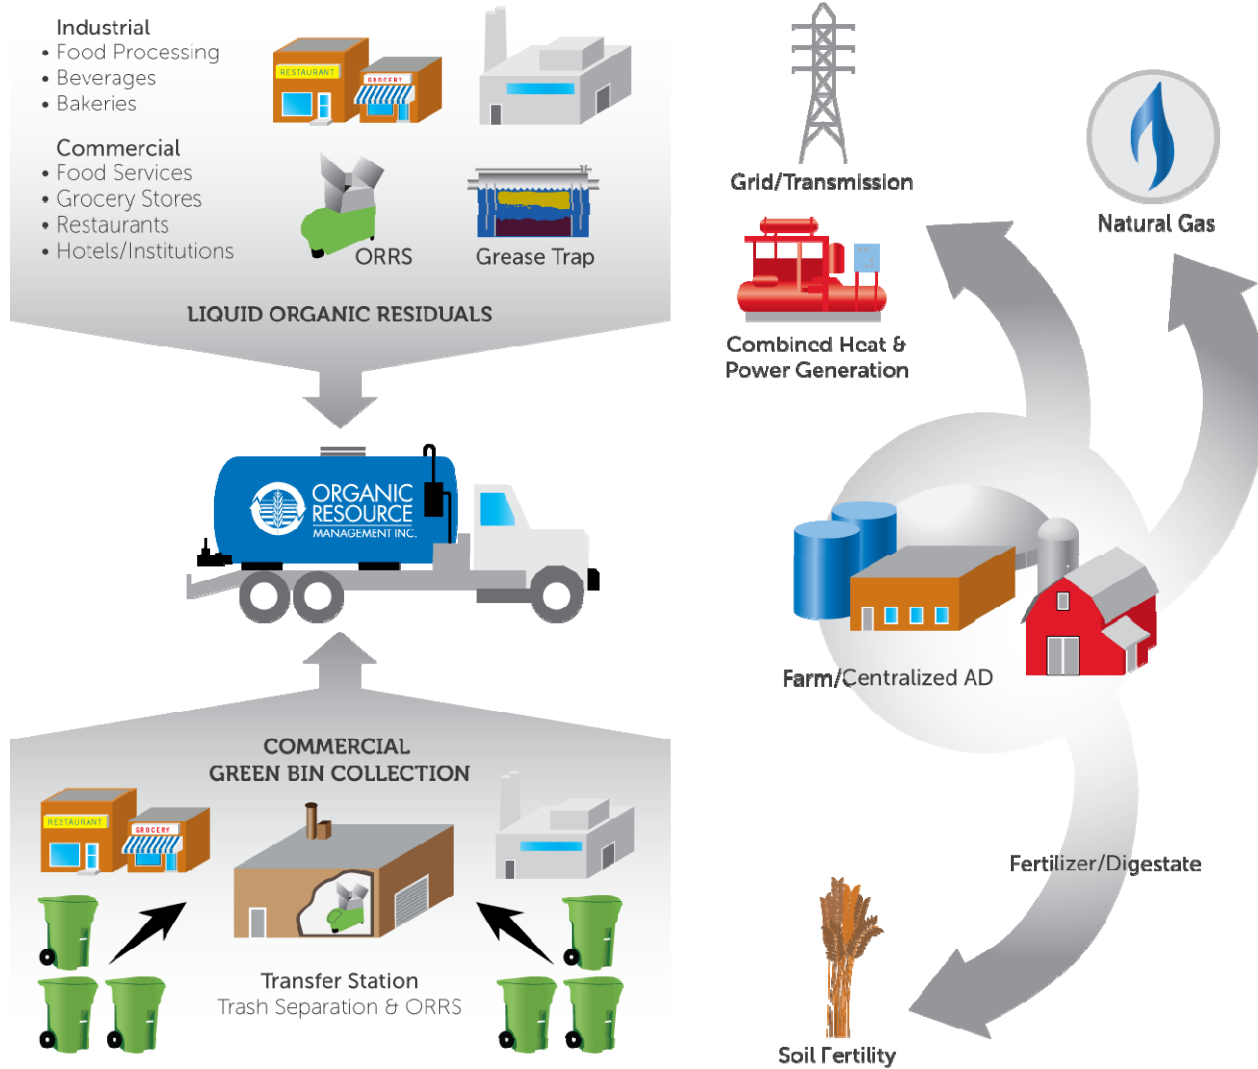 Industrial
• Food Processing
• Beverages
• Bakeries
Commercial
• Food Services
• Grocery Stores
• Restaurants
• Hotels/Institutions
RESTAURANT
GROCERY
ORRS
Grease Trap
LIQUID ORGANIC RESIDUALS
ORGANIC
RESOURCE
MANAGEMENT INC.
COMMERCIAL
GREEN BIN COLLECTION
RESTAURANT
GROCERY
Transfer Station
Trash Separation & ORRS
Grid/Transmission
Natural Gas
Combined Heat &
Power Generation
Farm/Centralized AD
Fertilizer/Digestate
Soil Fertility